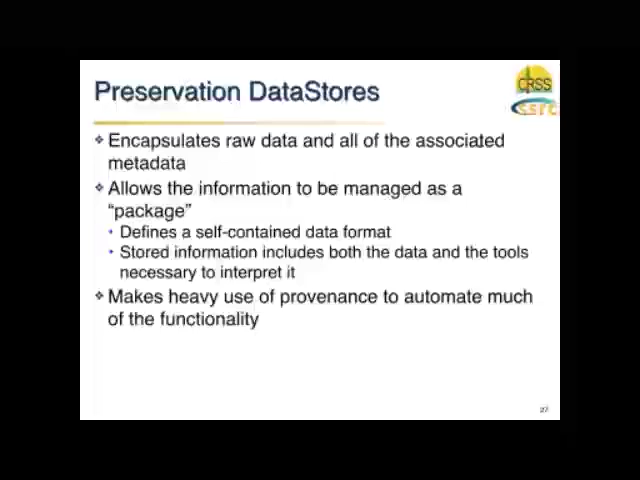 Preservation DataStores
CRSS
ssrc
❖ Encapsulates raw data and all of the associated
metadata
❖ Allows the information to be managed as a
“package”
• Defines a self-contained data format
• Stored information includes both the data and the tools
necessary to interpret it
❖ Makes heavy use of provenance to automate much
of the functionality
27